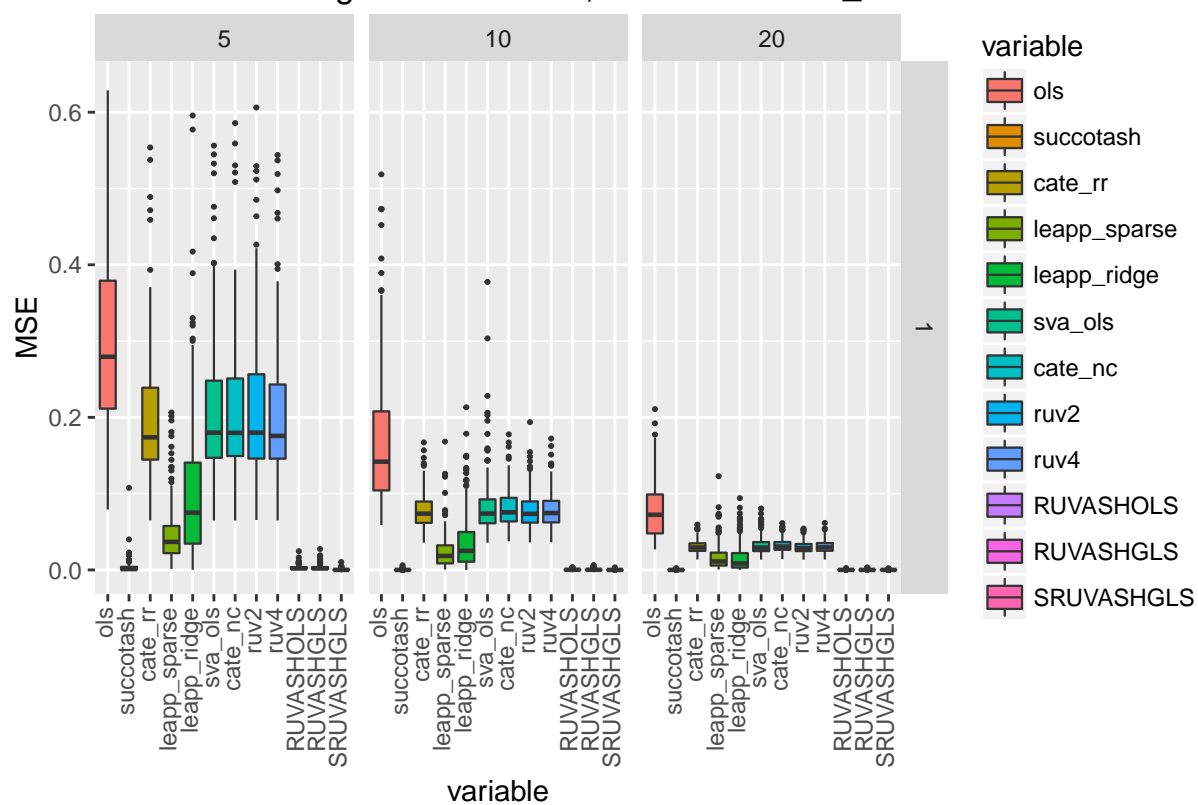 5
10
20
1
MSE
0.6
0.4
0.2
0.0
ols
succotash
cate_rr
leapp_sparse
leapp_ridge
sva_ols
cate_nc
ruv2
ruv4
RUVASHOLS
RUVASHGLS
SRUVASHGLS
ols
succotash
cate_rr
leapp_sparse
leapp_ridge
sva_ols
cate_nc
ruv2
ruv4
RUVASHOLS
RUVASHGLS
SRUVASHGLS
ols
succotash
cate_rr
leapp_sparse
leapp_ridge
sva_ols
cate_nc
ruv2
ruv4
RUVASHOLS
RUVASHGLS
SRUVASHGLS
variable
variable
ols
succotash
cate_rr
leapp_sparse
leapp_ridge
sva_ols
cate_nc
ruv2
ruv4
RUVASHOLS
RUVASHGLS
SRUVASHGLS